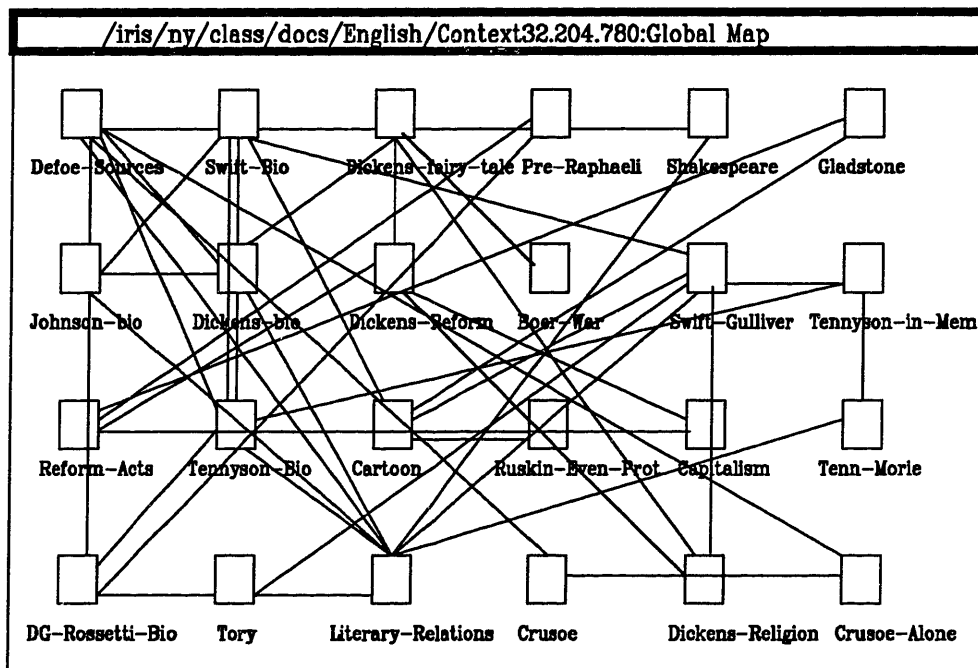 /iris/ny/class/docs/English/Context32.204.780:Global Map
Defoe-Sources Swift-Bio Dickens-fairy-tale Pre-Raphaeli Shakespeare Gladstone
Johnson-bio Dickens-bio Dickens-Reform Boer-War Swift-Gulliver Tennyson-in-Mem
Reform-Acts Tennyson-Bio Cartoon Ruskin-Even-Prot Capitalism Tenn-Morie
DG-Rossetti-Bio Tory Literary-Relations Crusoe Dickens-Religion Crusoe-Alone